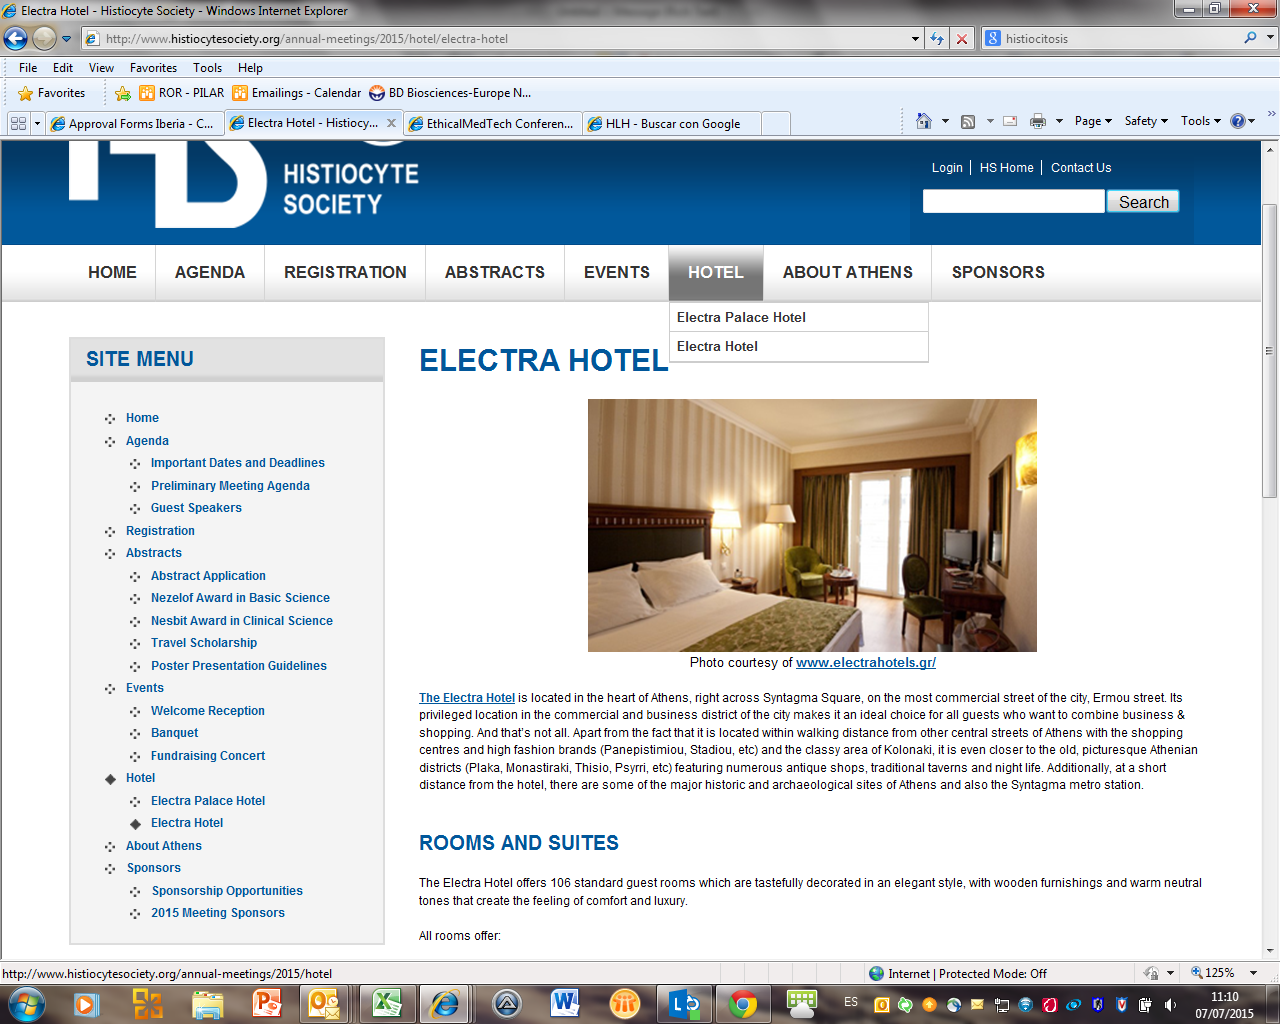 Electra Hotel - Histiocyte Society - Windows Internet Explorer
http://www.histiocytesociety.org/annual-meetings/2015/hotel/electra-hotel
histiocitosis
File Edit View Favorites Tools Help
Favorites ROR - PILAR Emailings - Calendar BD Biosciences-Europe N...
Approval Forms Iberia - C... Electra Hotel - Histiocy... EthicalMedTech Conferen... HLH - Buscar con Google Page Safety Tools
HS HISTIOCYTE
SOCIETY
Login HS Home Contact Us
Search
HOME AGENDA REGISTRATION ABSTRACTS EVENTS HOTEL ABOUT ATHENS SPONSORS
Electra Palace Hotel
Electra Hotel
SITE MENU
Home
Agenda
Important Dates and Deadlines
Preliminary Meeting Agenda
Guest Speakers
Registration
Abstracts
Abstract Application
Nezelof Award in Basic Science
Nesbit Award in Clinical Science
Travel Scholarship
Poster Presentation Guidelines
Events
Welcome Reception
Banquet
Fundraising Concert
Hotel
Electra Palace Hotel
Electra Hotel
About Athens
Sponsors
Sponsorship Opportunities
2015 Meeting Sponsors
ELECTRA HOTEL
Photo courtesy of www.electrahotels.gr/
The Electra Hotel is located in the heart of Athens, right across Syntagma Square, on the most commercial street of the city, Ermou street. Its
privileged location in the commercial and business district of the city makes it an ideal choice for all guests who want to combine business &
shopping. And that's not all. Apart from the fact that it is located within walking distance from other central streets of Athens with the shopping
centres and high fashion brands (Panepistimiou, Stadiou, etc) and the classy area of Kolonaki, it is even closer to the old, picturesque Athenian
districts (Plaka, Monastiraki, Thisio, Psyrri, etc) featuring numerous antique shops, traditional taverns and night life. Additionally, at a short
distance from the hotel, there are some of the major historic and archaeological sites of Athens and also the Syntagma metro station.
ROOMS AND SUITES
The Electra Hotel offers 106 standard guest rooms which are tastefully decorated in an elegant style, with wooden furnishings and warm neutral
tones that create the feeling of comfort and luxury.
All rooms offer:
http://www.histiocytesociety.org/annual-meetings/2015/hotel
Internet | Protected Mode: Off
125%
ES
11:10
07/07/2015